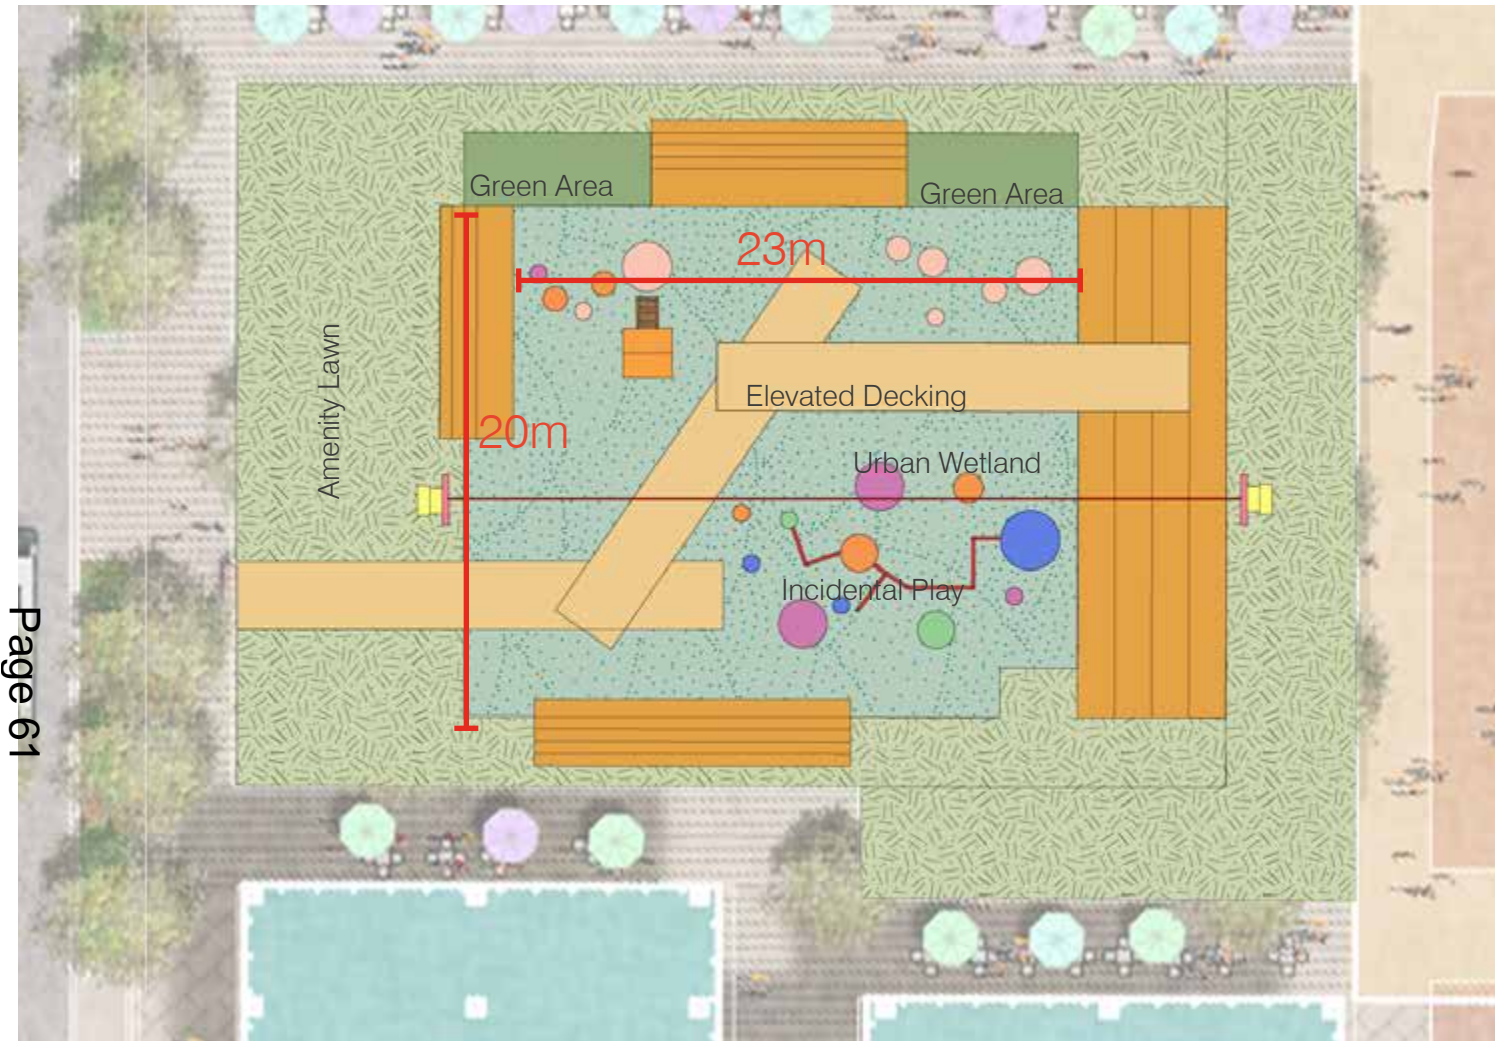 Green Area
Green Area
23m
Amenity Lawn
Elevated Decking
20m
Urban Wetland
Incidental Play
Page 61